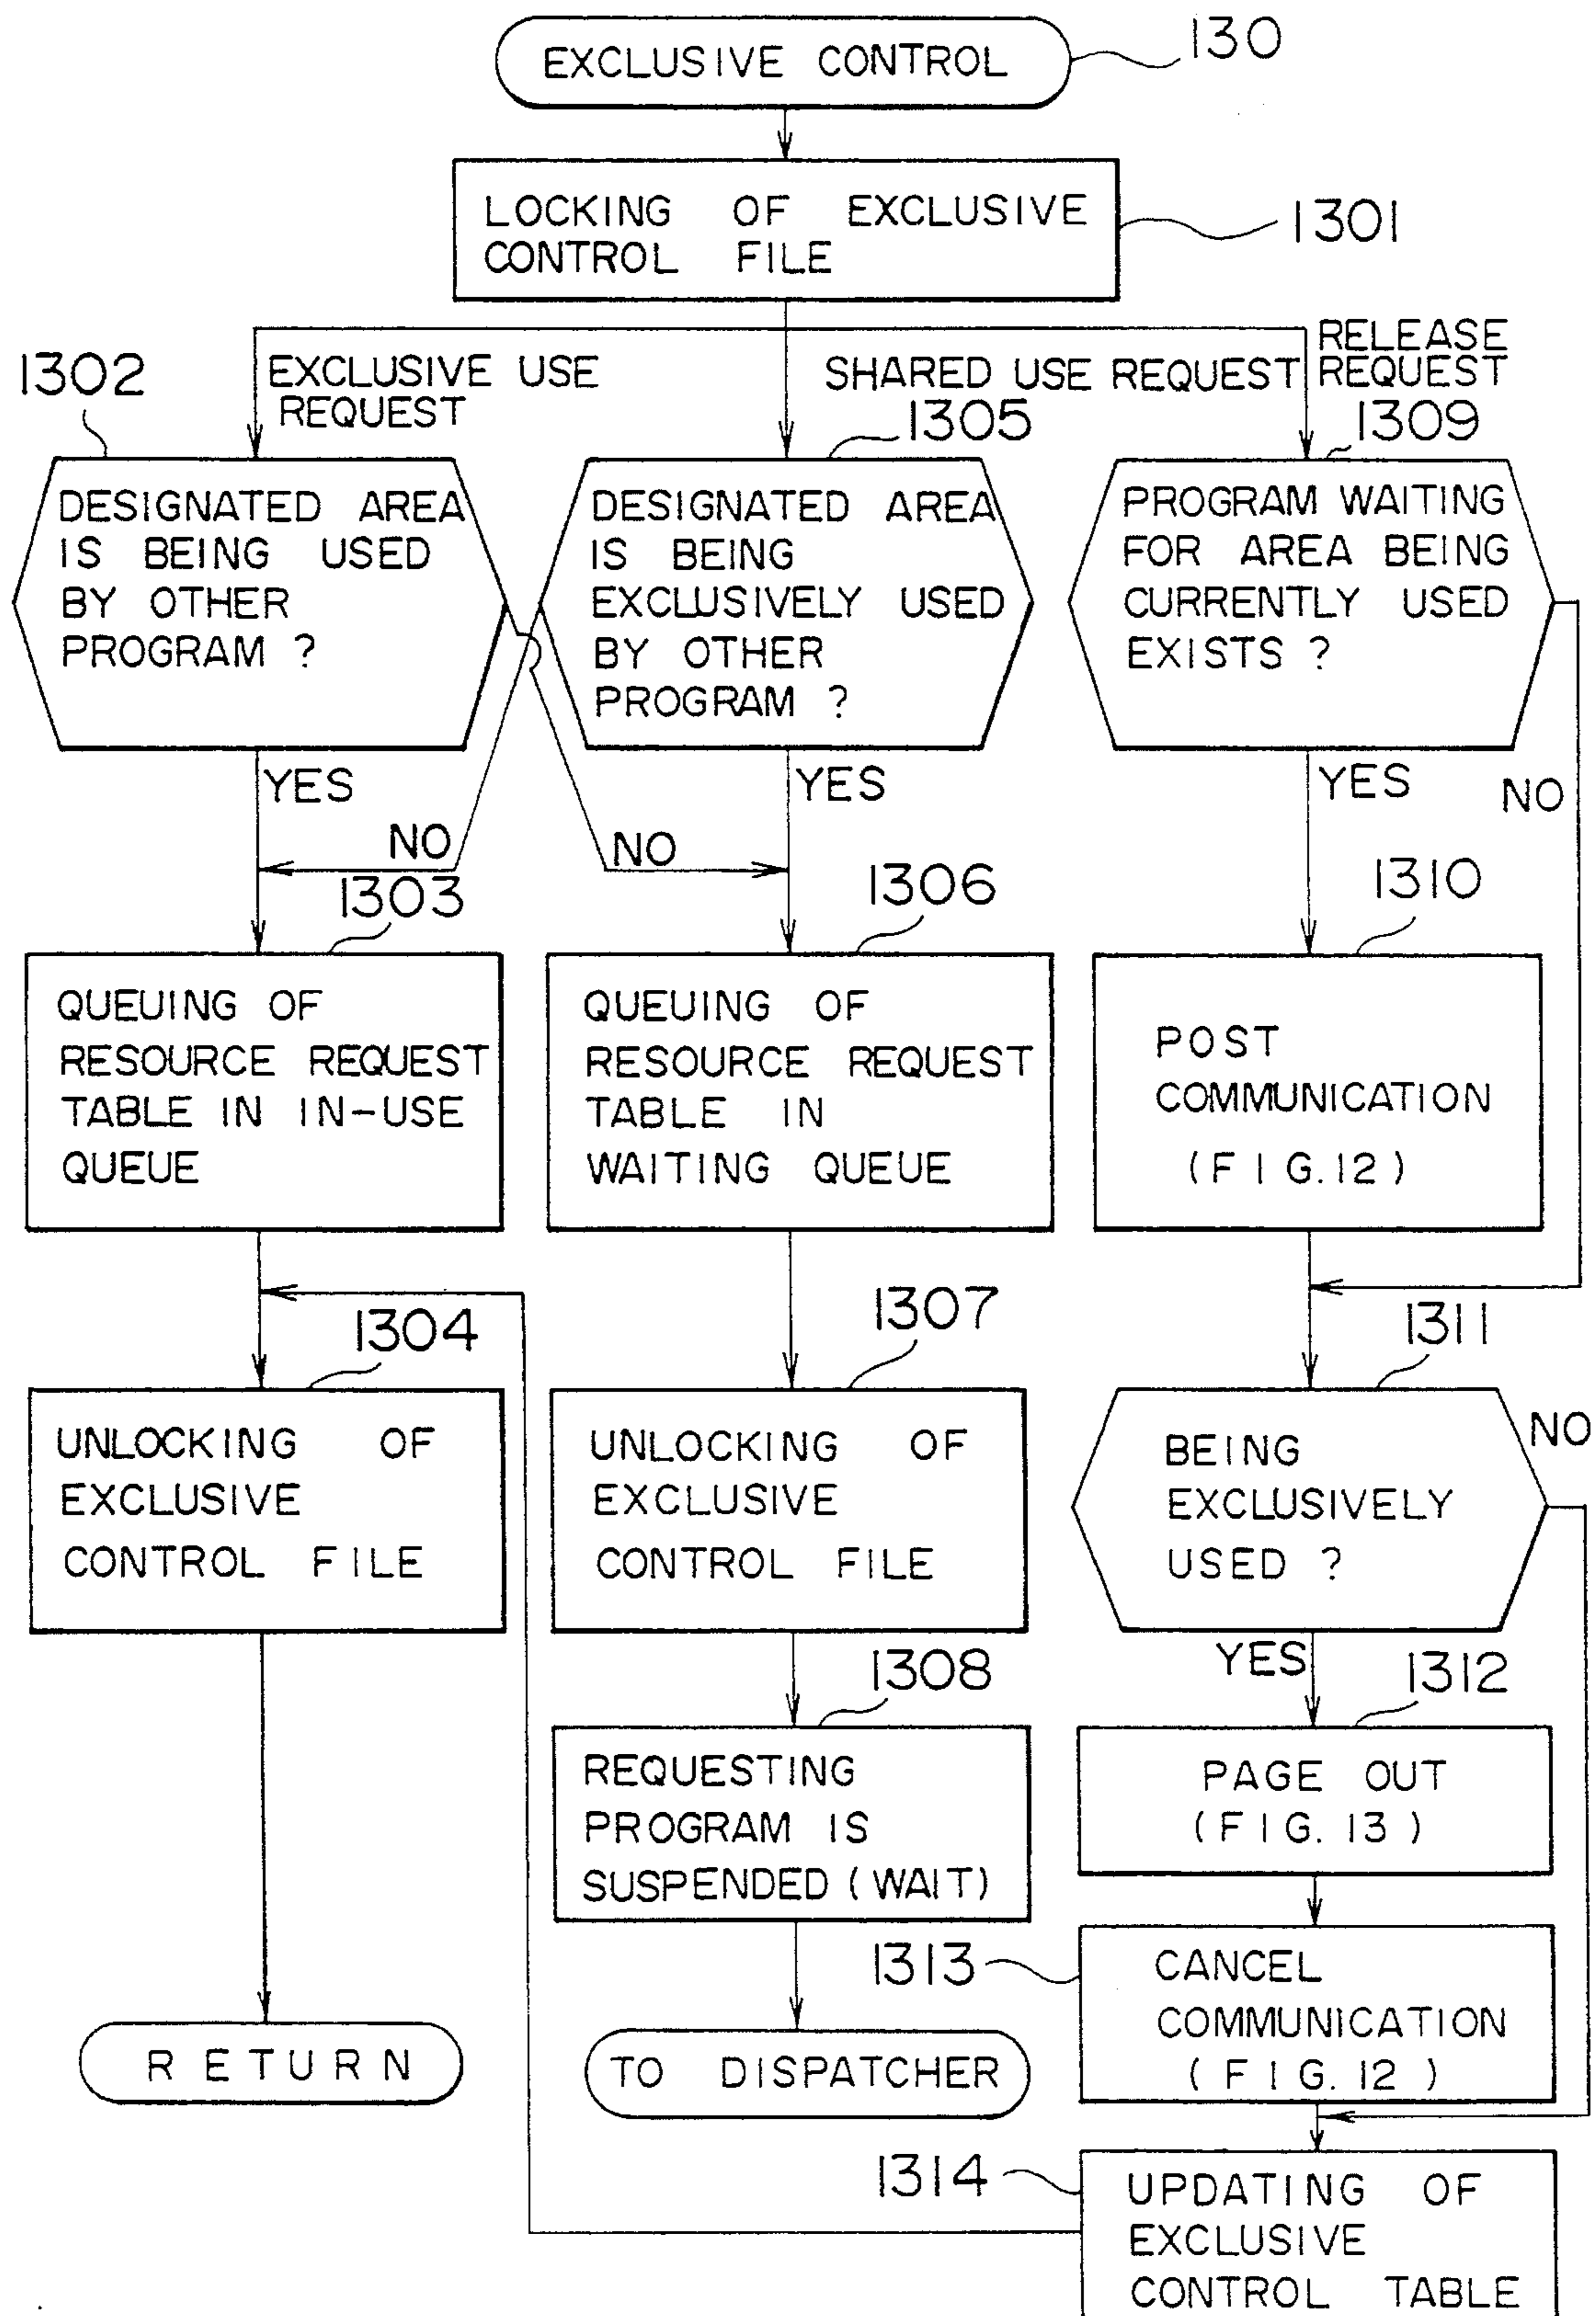 EXCLUSIVE CONTROL
130
LOCKING OF EXCLUSIVE
CONTROL FILE
1301
EXCLUSIVE USE
REQUEST
SHARED USE REQUEST
RELEASE
REQUEST
1302
DESIGNATED AREA
IS BEING USED
BY OTHER
PROGRAM ?
1305
DESIGNATED AREA
IS BEING
EXCLUSIVELY USED
BY OTHER
PROGRAM ?
1309
PROGRAM WAITING
FOR AREA BEING
CURRENTLY USED
EXISTS ?
YES
NO
YES
NO
YES
NO
1303
QUEUING OF
RESOURCE REQUEST
TABLE IN IN-USE
QUEUE
1306
QUEUING OF
RESOURCE REQUEST
TABLE IN
WAITING QUEUE
1310
POST
COMMUNICATION
(FIG.12)
1304
UNLOCKING OF
EXCLUSIVE
CONTROL FILE
1307
UNLOCKING OF
EXCLUSIVE
CONTROL FILE
1311
BEING
EXCLUSIVELY
USED ?
NO
YES
1308
REQUESTING
PROGRAM IS
SUSPENDED (WAIT)
1312
PAGE OUT
(FIG. 13)
1313
CANCEL
COMMUNICATION
(FIG. 12)
RETURN
TO DISPATCHER
1314
UPDATING OF
EXCLUSIVE
CONTROL TABLE